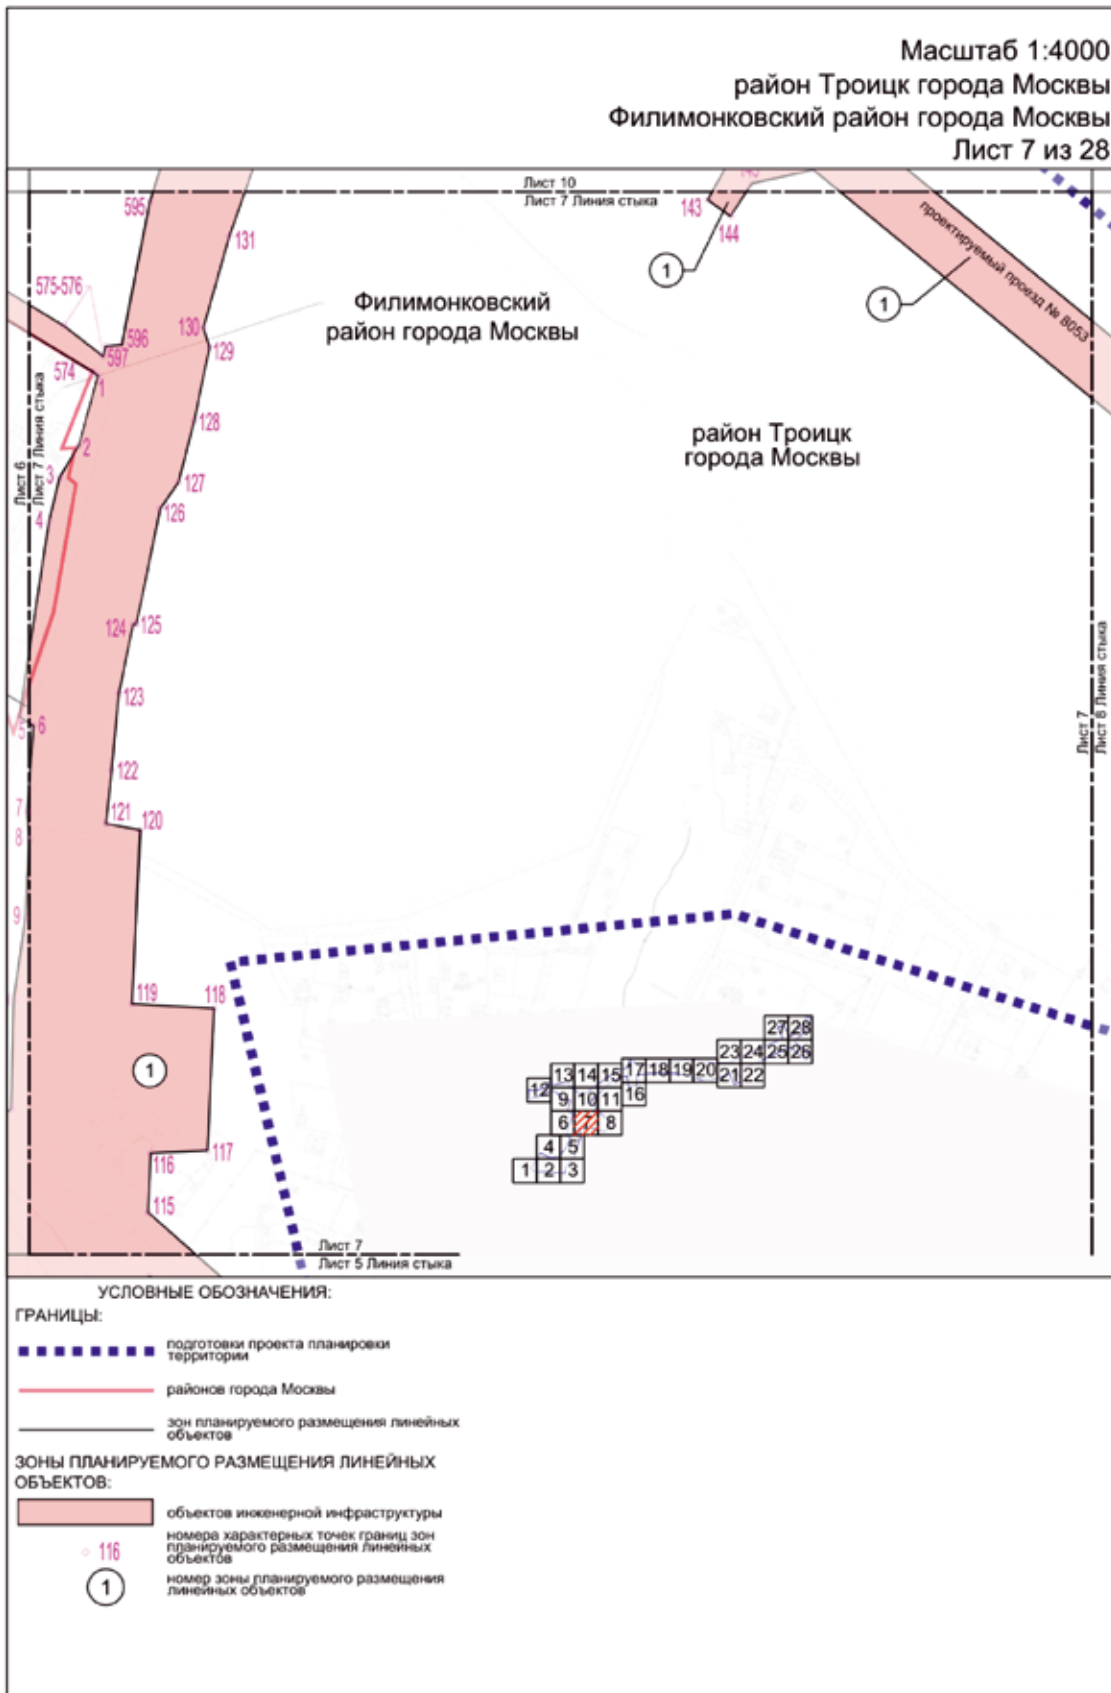 Масштаб 1:4000
район Троицк города Москвы
Филимонковский район города Москвы
Лист 7 из 28
Лист 10
Лист 7 Линия стыка
595
131
143
144
1
проектируемый проезд № 8053
1
575-576
Филимонковский
район города Москвы
130
129
596
597
574
1
128
район Троицк
города Москвы
2
3
127
126
4
Лист 6
Лист 7 Линия стыка
124
125
123
5
6
Лист 7
Лист 8 Линия стыка
122
7
121
120
8
9
119
118
1
117
116
115
27 28
23 24 25 26
13 14 15 17 18 19 20 21 22
12 9 10 11 16
6 7 8
4 5
1 2 3
Лист 7
Лист 5 Линия стыка
УСЛОВНЫЕ ОБОЗНАЧЕНИЯ:
ГРАНИЦЫ:
подготовки проекта планировки
территории
районов города Москвы
зон планируемого размещения линейных
объектов
ЗОНЫ ПЛАНИРУЕМОГО РАЗМЕЩЕНИЯ ЛИНЕЙНЫХ
ОБЪЕКТОВ:
объектов инженерной инфраструктуры
116
номера характерных точек границ зон
планируемого размещения линейных
объектов
1
номер зоны планируемого размещения
линейных объектов